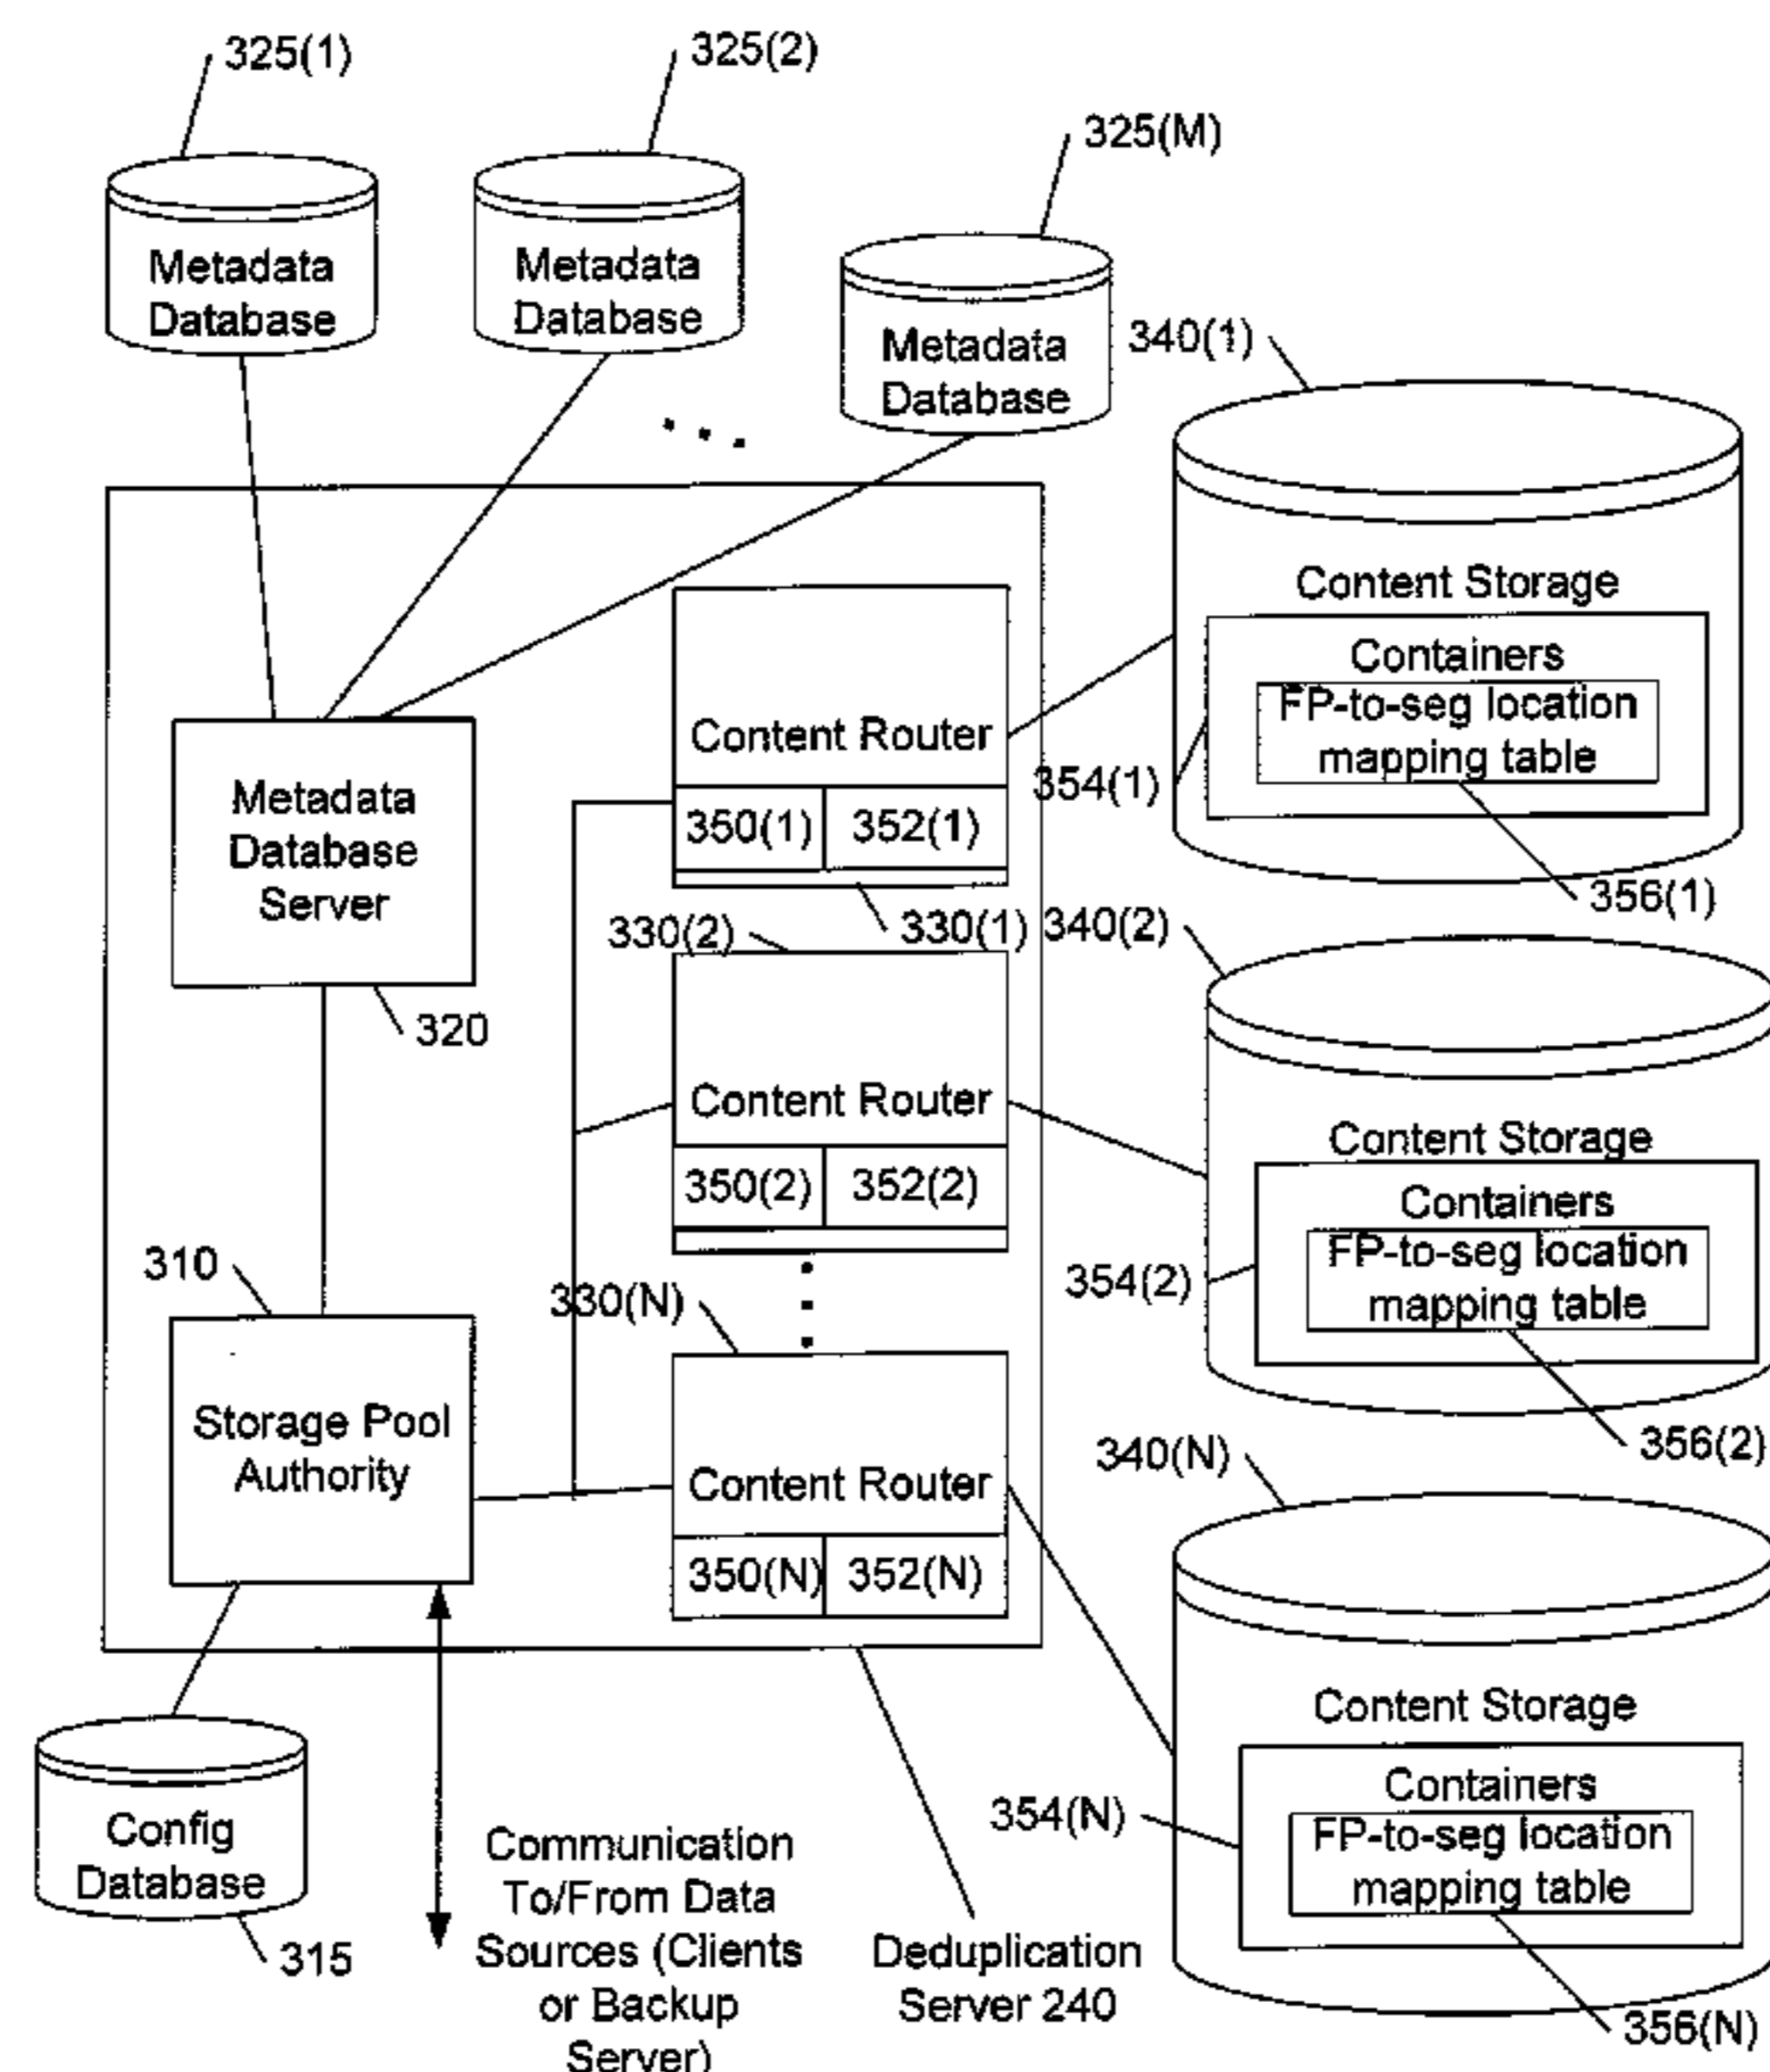 325(1)
325(2)
325(M)
Metadata
Database
Metadata
Database
Metadata
Database
340(1)
Content Storage
Containers
FP-to-seg location
mapping table
354(1)
356(1)
Content Router
350(1) 352(1)
330(1)
Metadata
Database
Server
320
330(2)
340(2)
Content Router
350(2) 352(2)
Content Storage
Containers
FP-to-seg location
mapping table
354(2)
356(2)
310
Storage Pool
Authority
330(N)
Content Router
350(N) 352(N)
340(N)
Content Storage
Containers
FP-to-seg location
mapping table
354(N)
356(N)
Config
Database
315
Communication
To/From Data
Sources (Clients
or Backup
Server)
Deduplication
Server 240